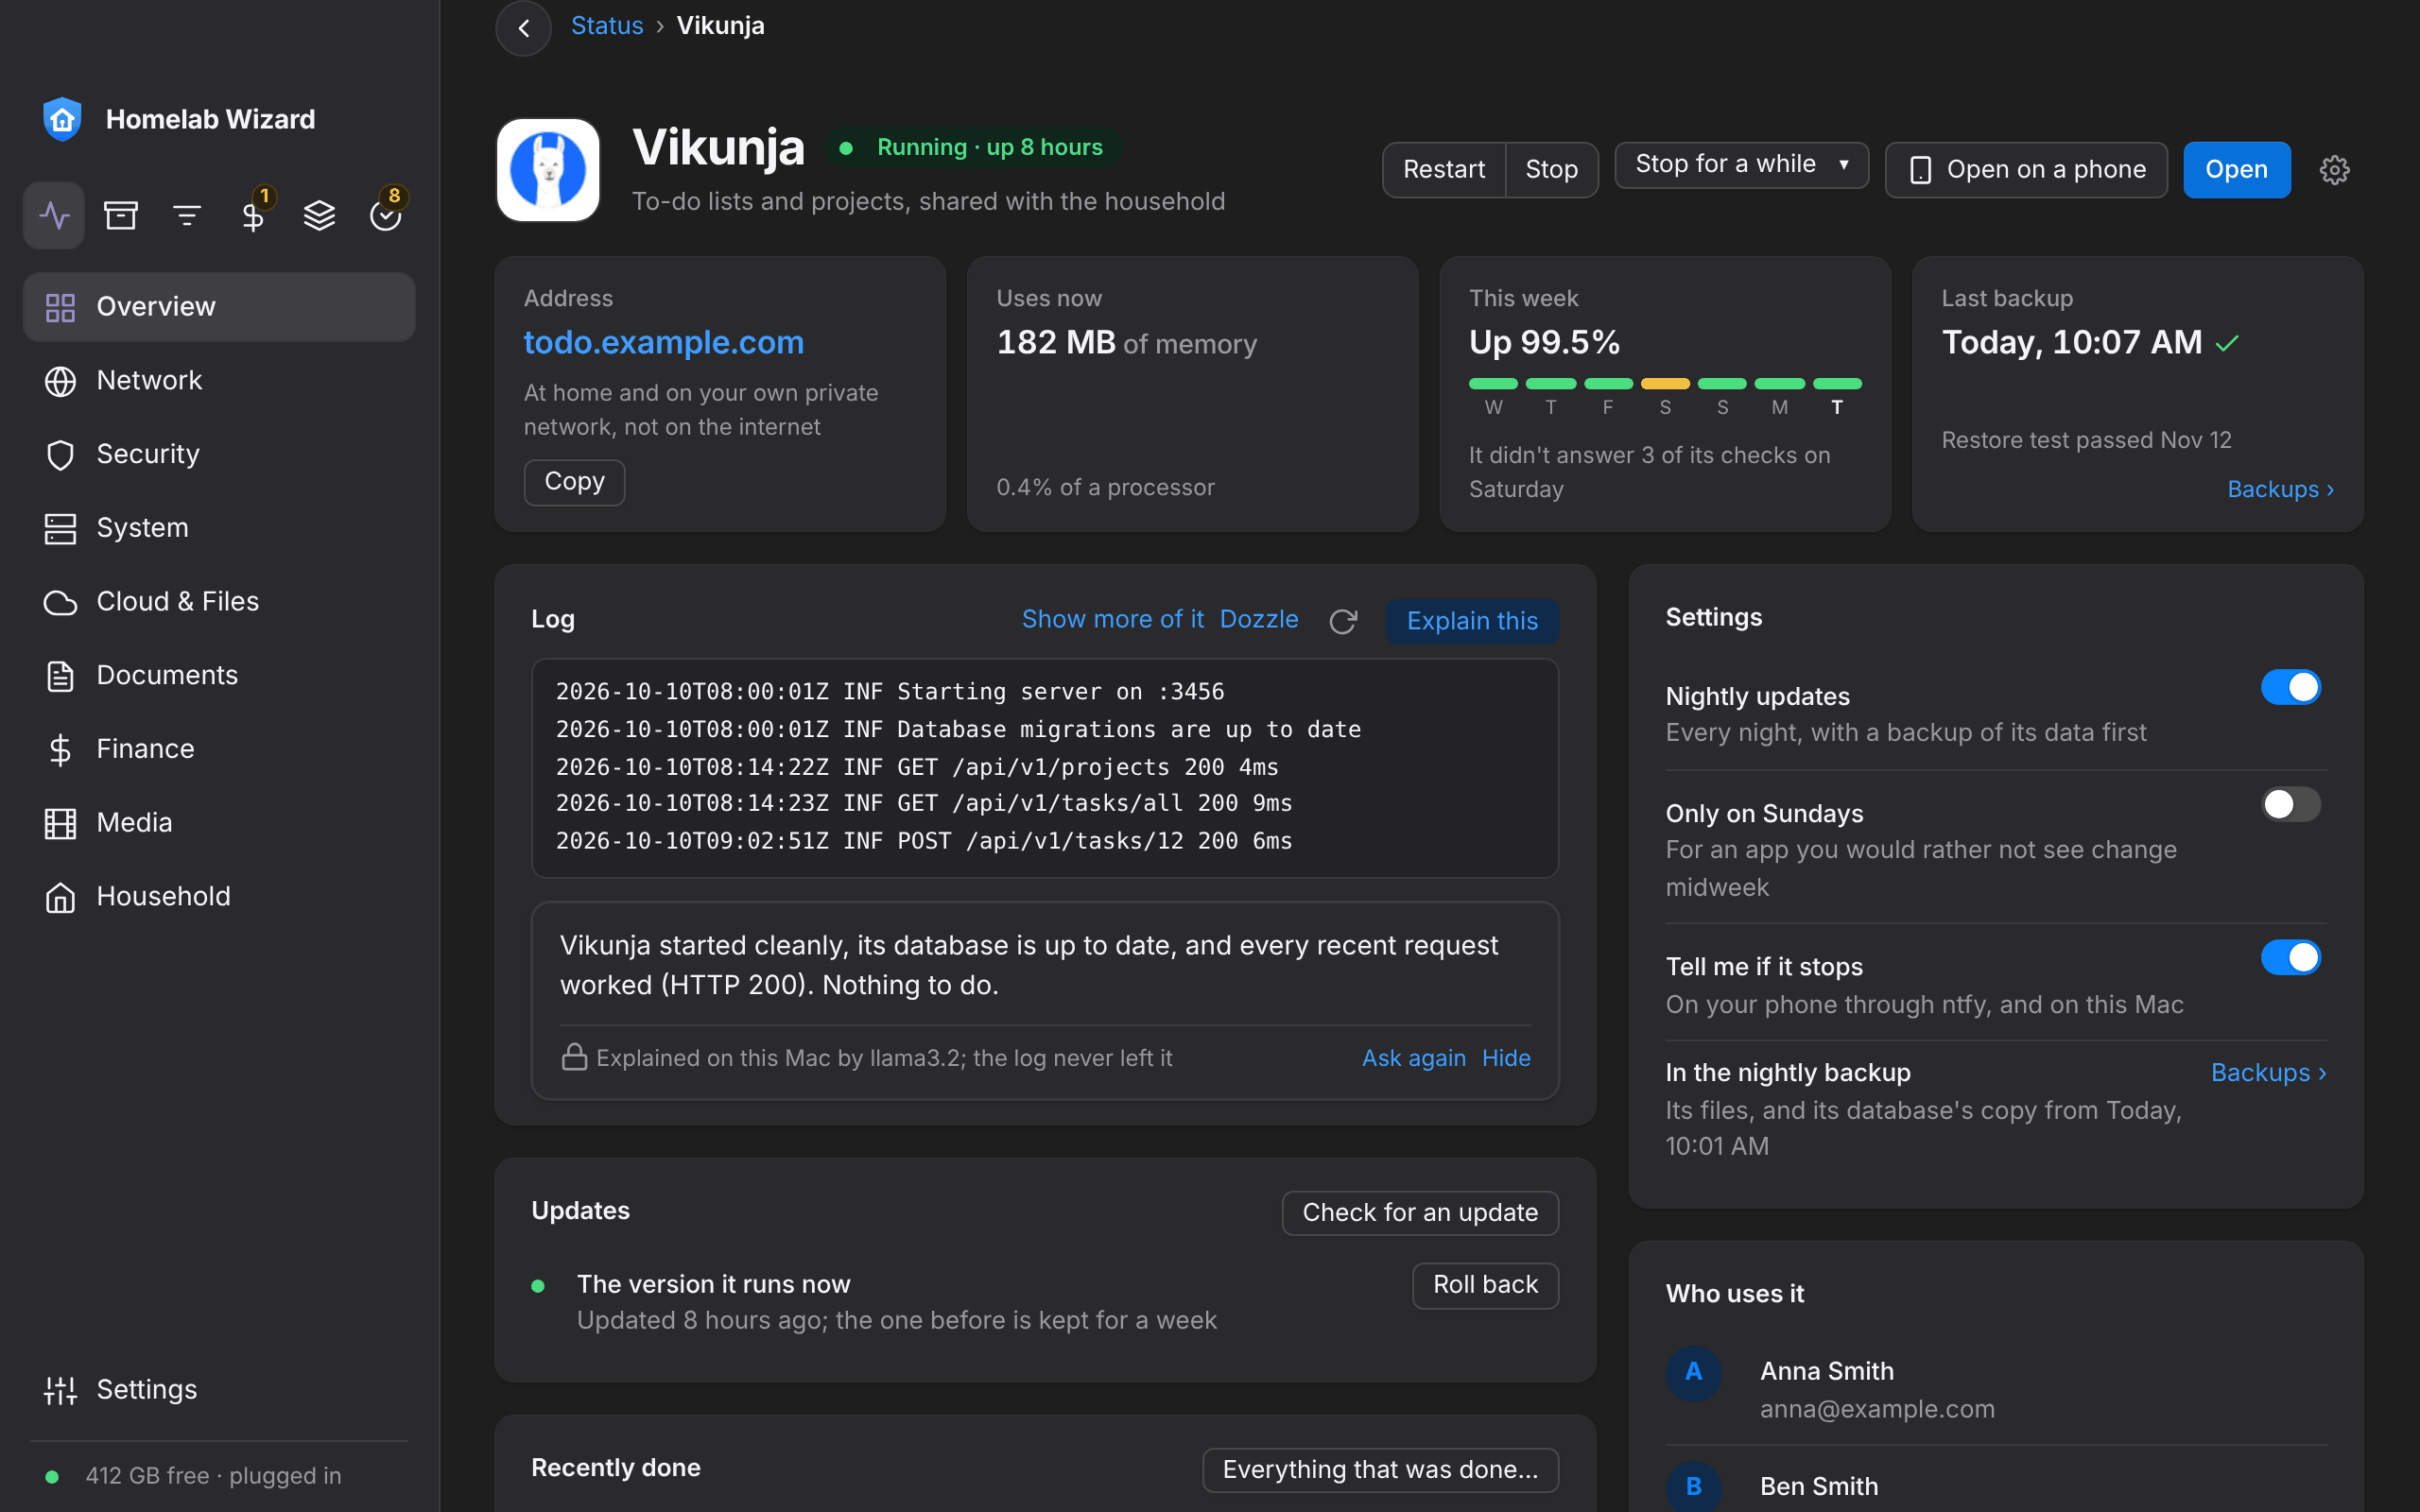 Homelab Wizard
1
8
Overview
Network
Security
System
Cloud & Files
Documents
Finance
Media
Household
Settings
412 GB free · plugged in
Status › Vikunja
Vikunja
Running · up 8 hours
To-do lists and projects, shared with the household
Restart
Stop
Stop for a while
Open on a phone
Open
Address
todo.example.com
At home and on your own private
network, not on the internet
Copy
Uses now
182 MB of memory
0.4% of a processor
This week
Up 99.5%
W T F S S M T
It didn't answer 3 of its checks on
Saturday
Last backup
Today, 10:07 AM
Restore test passed Nov 12
Backups ›
Log
Show more of it
Dozzle
Explain this
2026-10-10T08:00:01Z INF Starting server on :3456
2026-10-10T08:00:01Z INF Database migrations are up to date
2026-10-10T08:14:22Z INF GET /api/v1/projects 200 4ms
2026-10-10T08:14:23Z INF GET /api/v1/tasks/all 200 9ms
2026-10-10T09:02:51Z INF POST /api/v1/tasks/12 200 6ms
Vikunja started cleanly, its database is up to date, and every recent request
worked (HTTP 200). Nothing to do.
Explained on this Mac by llama3.2; the log never left it
Ask again
Hide
Updates
Check for an update
The version it runs now
Updated 8 hours ago; the one before is kept for a week
Roll back
Recently done
Everything that was done...
Settings
Nightly updates
Every night, with a backup of its data first
Only on Sundays
For an app you would rather not see change
midweek
Tell me if it stops
On your phone through ntfy, and on this Mac
In the nightly backup
Backups ›
Its files, and its database's copy from Today,
10:01 AM
Who uses it
A
Anna Smith
anna@example.com
B
Ben Smith